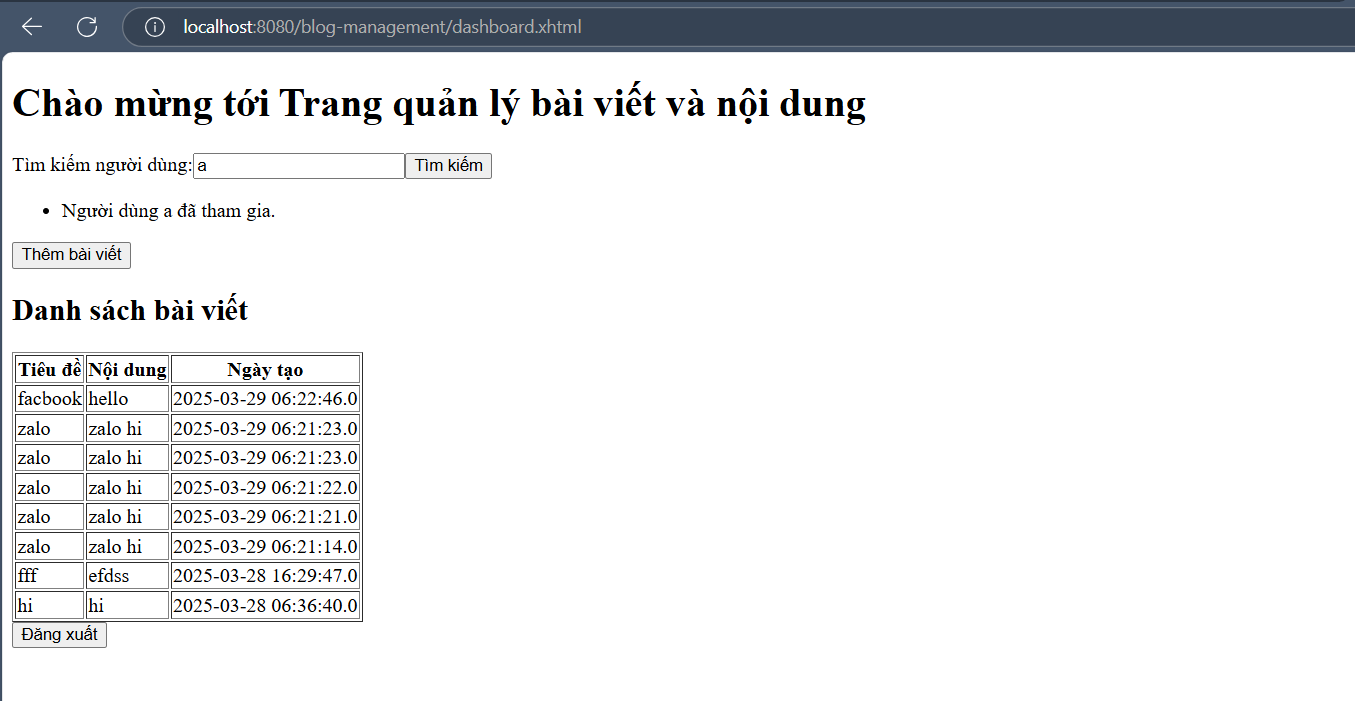 localhost:8080/blog-management/dashboard.xhtml
Chào mừng tới Trang quản lý bài viết và nội dung
Tìm kiếm người dùng: a Tìm kiếm
Người dùng a đã tham gia.
Thêm bài viết
Danh sách bài viết
Tiêu đề Nội dung Ngày tạo
facbook hello 2025-03-29 06:22:46.0
zalo zalo hi 2025-03-29 06:21:23.0
zalo zalo hi 2025-03-29 06:21:23.0
zalo zalo hi 2025-03-29 06:21:22.0
zalo zalo hi 2025-03-29 06:21:21.0
zalo zalo hi 2025-03-29 06:21:14.0
fff efdss 2025-03-28 16:29:47.0
hi hi 2025-03-28 06:36:40.0
Đăng xuất